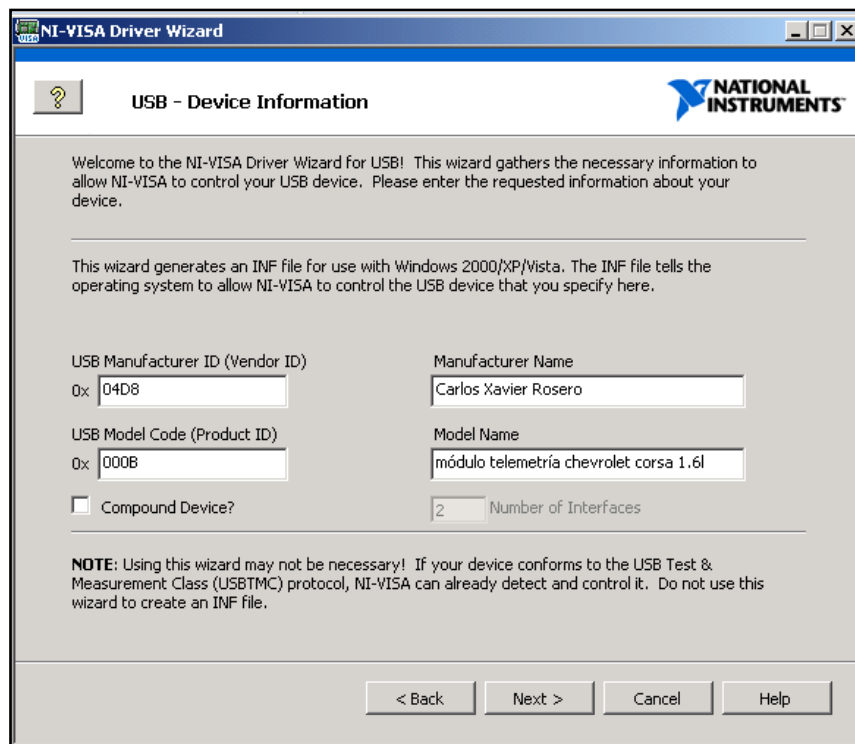 NI-VISA Driver Wizard
USB - Device Information
NATIONAL
INSTRUMENTS™
Welcome to the NI-VISA Driver Wizard for USB! This wizard gathers the necessary information to
allow NI-VISA to control your USB device. Please enter the requested information about your
device.
This wizard generates an INF file for use with Windows 2000/XP/Vista. The INF file tells the
operating system to allow NI-VISA to control the USB device that you specify here.
USB Manufacturer ID (Vendor ID)
Manufacturer Name
0x 04D8
Carlos Xavier Rosero
USB Model Code (Product ID)
Model Name
0x 000B
módulo telemetría chevrolet corsa 1.6l
Compound Device?
2 Number of Interfaces
NOTE: Using this wizard may not be necessary! If your device conforms to the USB Test &
Measurement Class (USBTMC) protocol, NI-VISA can already detect and control it. Do not use this
wizard to create an INF file.
< Back
Next >
Cancel
Help